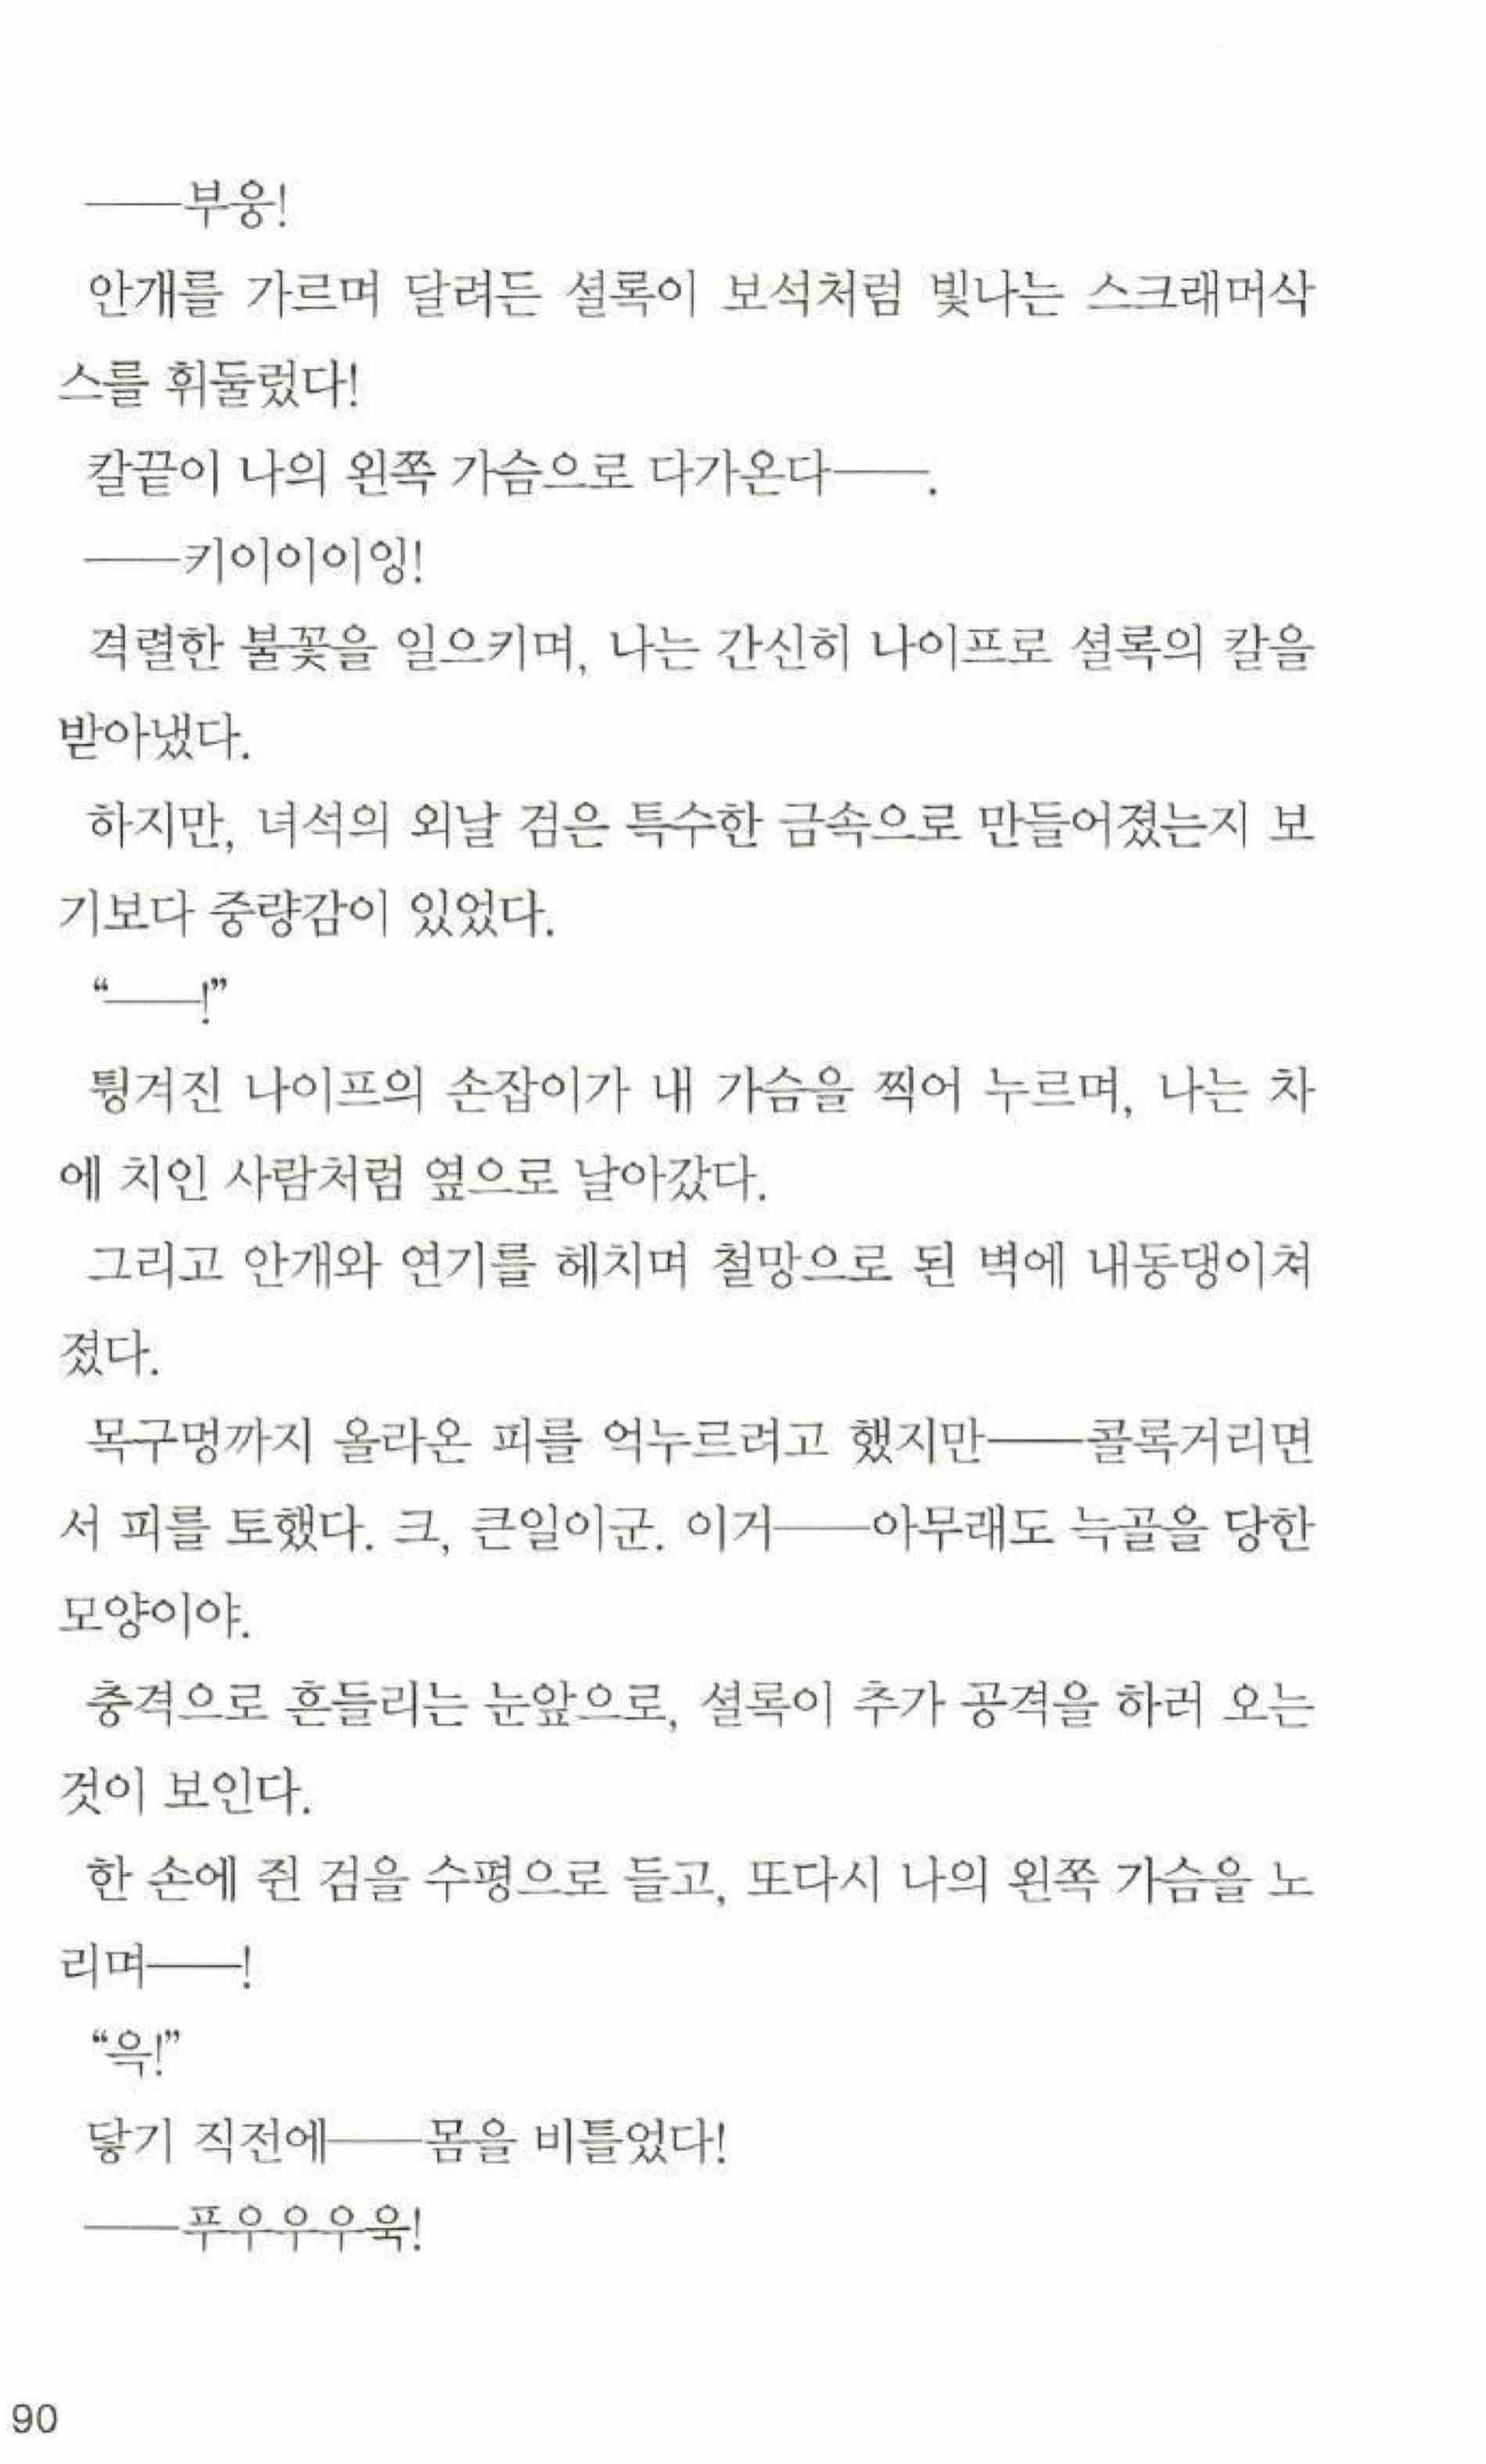 ──부웅!
안개를 가르며 달려든 셜록이 보석처럼 빛나는 스크래머삭
스를 휘둘렀다!
칼끝이 나의 왼쪽 가슴으로 다가온다──.
──키이이이잉!
격렬한 불꽃을 일으키며, 나는 간신히 나이프로 셜록의 칼을
받아냈다.
하지만, 녀석의 외날 검은 특수한 금속으로 만들어졌는지 보
기보다 중량감이 있었다.
“──!”
튕겨진 나이프의 손잡이가 내 가슴을 찍어 누르며, 나는 차
에 치인 사람처럼 옆으로 날아갔다.
그리고 안개와 연기를 헤치며 철망으로 된 벽에 내동댕이쳐
졌다.
목구멍까지 올라온 피를 억누르려고 했지만──콜록거리면
서 피를 토했다. 크, 큰일이군. 이거──아무래도 늑골을 당한
모양이야.
충격으로 흔들리는 눈앞으로, 셜록이 추가 공격을 하러 오는
것이 보인다.
한 손에 쥔 검을 수평으로 들고, 또다시 나의 왼쪽 가슴을 노
리며──!
“윽!”
닿기 직전에──몸을 비틀었다!
──푸우우우욱!
90